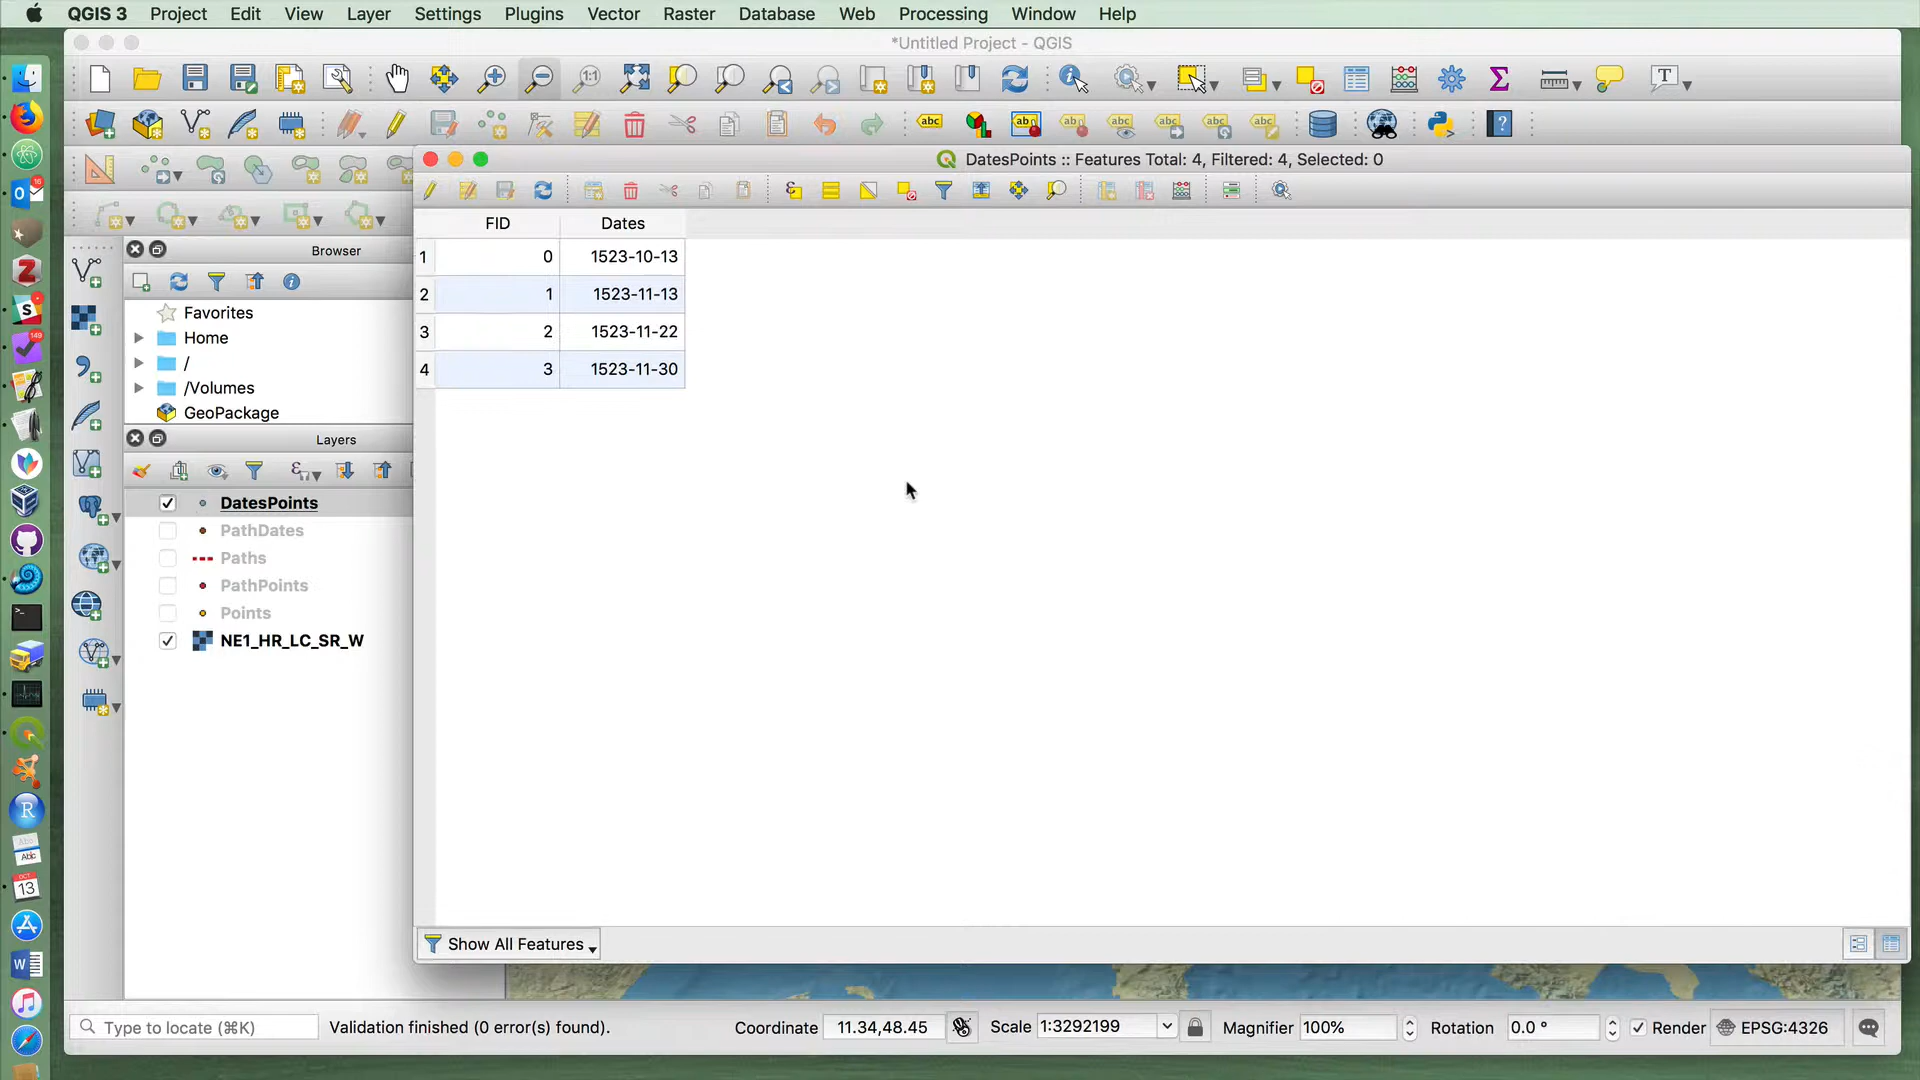 QGIS 3 Project Edit View Layer Settings Plugins Vector Raster Database Web Processing Window Help
*Untitled Project - QGIS
DatesPoints :: Features Total: 4, Filtered: 4, Selected: 0
Browser
Favorites
Home
/
/Volumes
GeoPackage
Layers
DatesPoints
PathDates
Paths
PathPoints
Points
NE1_HR_LC_SR_W
FID Dates
1 0 1523-10-13
2 1 1523-11-13
3 2 1523-11-22
4 3 1523-11-30
Show All Features
Type to locate (⌘K) Validation finished (0 error(s) found). Coordinate 11.34,48.45 Scale 1:3292199 Magnifier 100% Rotation 0.0 ° Render EPSG:4326